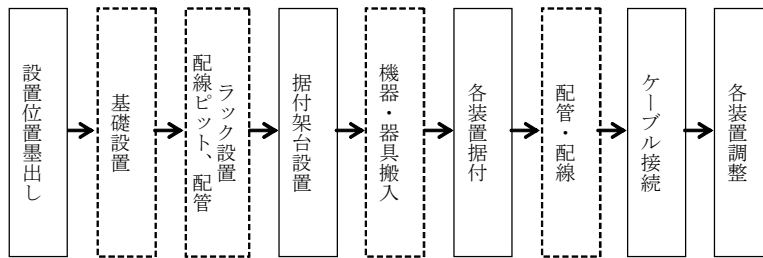 設置位置墨出し
基礎設置
配線ピット、配管
ラック設置
据付架台設置
機器・器具搬入
各装置据付
配管・配線
ケーブル接続
各装置調整